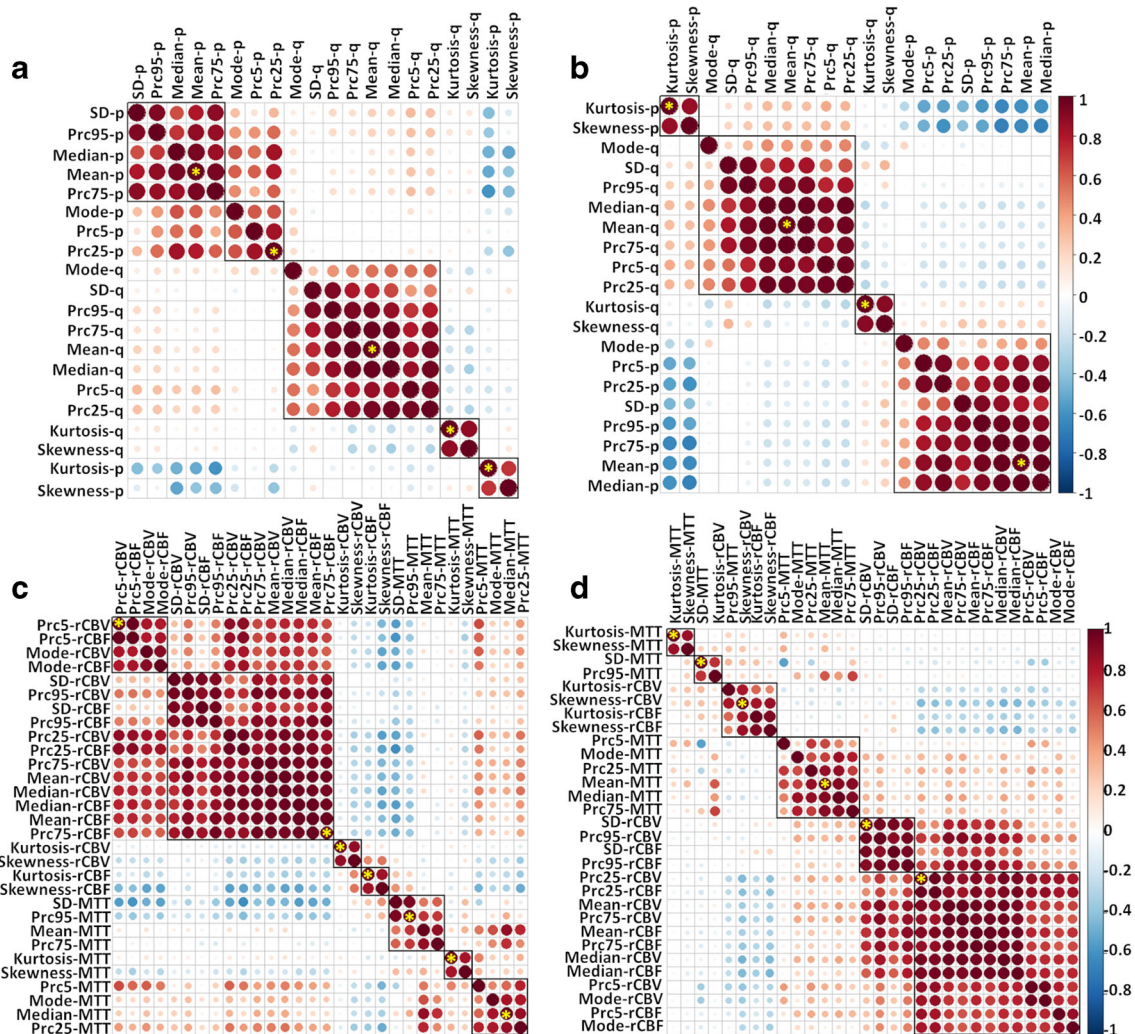 a
SD-p
Prc95-p
Median-p
Mean-p
Prc75-p
Mode-p
Prc5-p
Prc25-p
Mode-q
SD-q
Prc95-q
Prc75-q
Mean-q
Median-q
Prc5-q
Prc25-q
Kurtosis-q
Skewness-q
Kurtosis-p
Skewness-p
SD-p
Prc95-p
Median-p
Mean-p
Prc75-p
Mode-p
Prc5-p
Prc25-p
Mode-q
SD-q
Prc95-q
Prc75-q
Mean-q
Median-q
Prc5-q
Prc25-q
Kurtosis-q
Skewness-q
Kurtosis-p
Skewness-p
b
Kurtosis-p
Skewness-p
Mode-q
SD-q
Prc95-q
Median-q
Mean-q
Prc75-q
Prc5-q
Prc25-q
Kurtosis-q
Skewness-q
Mode-p
Prc5-p
Prc25-p
SD-p
Prc95-p
Prc75-p
Mean-p
Median-p
Kurtosis-p
Skewness-p
Mode-q
SD-q
Prc95-q
Median-q
Mean-q
Prc75-q
Prc5-q
Prc25-q
Kurtosis-q
Skewness-q
Mode-p
Prc5-p
Prc25-p
SD-p
Prc95-p
Prc75-p
Mean-p
Median-p
1
0.8
0.6
0.4
0.2
0
-0.2
-0.4
-0.6
-0.8
-1
c
Prc5-rCBV
Prc5-rCBF
Mode-rCBV
Mode-rCBF
SD-rCBV
Prc95-rCBV
SD-rCBF
Prc95-rCBF
Prc25-rCBV
Prc25-rCBF
Prc75-rCBV
Mean-rCBV
Median-rCBV
Median-rCBF
Mean-rCBF
Prc75-rCBF
Kurtosis-rCBV
Skewness-rCBV
Kurtosis-rCBF
Skewness-rCBF
SD-MTT
Prc95-MTT
Mean-MTT
Prc75-MTT
Kurtosis-MTT
Skewness-MTT
Prc5-MTT
Mode-MTT
Median-MTT
Prc25-MTT
Prc5-rCBV
Prc5-rCBF
Mode-rCBV
Mode-rCBF
SD-rCBV
Prc95-rCBV
SD-rCBF
Prc95-rCBF
Prc25-rCBV
Prc25-rCBF
Prc75-rCBV
Mean-rCBV
Median-rCBV
Median-rCBF
Mean-rCBF
Prc75-rCBF
Kurtosis-rCBV
Skewness-rCBV
Kurtosis-rCBF
Skewness-rCBF
SD-MTT
Prc95-MTT
Mean-MTT
Prc75-MTT
Kurtosis-MTT
Skewness-MTT
Prc5-MTT
Mode-MTT
Median-MTT
Prc25-MTT
d
Kurtosis-MTT
Skewness-MTT
SD-MTT
Kurtosis-rCBV
Prc95-MTT
Skewness-rCBV
Kurtosis-rCBF
Skewness-rCBF
Prc5-MTT
Mode-MTT
Prc25-MTT
Mean-MTT
Median-MTT
Prc75-MTT
SD-rCBV
Prc95-rCBV
SD-rCBF
Prc95-rCBF
Prc25-rCBV
Prc25-rCBF
Mean-rCBV
Prc75-rCBV
Mean-rCBF
Prc75-rCBF
Median-rCBV
Median-rCBF
Prc5-rCBV
Prc5-rCBF
Mode-rCBV
Mode-rCBF
Kurtosis-MTT
Skewness-MTT
SD-MTT
Prc95-MTT
Kurtosis-rCBV
Skewness-rCBV
Kurtosis-rCBF
Skewness-rCBF
Prc5-MTT
Mode-MTT
Prc25-MTT
Mean-MTT
Median-MTT
Prc75-MTT
SD-rCBV
Prc95-rCBV
SD-rCBF
Prc95-rCBF
Prc25-rCBV
Prc25-rCBF
Mean-rCBV
Prc75-rCBV
Mean-rCBF
Prc75-rCBF
Median-rCBV
Median-rCBF
Prc5-rCBV
Mode-rCBV
Prc5-rCBF
Mode-rCBF
1
0.8
0.6
0.4
0.2
0
-0.2
-0.4
-0.6
-0.8
-1